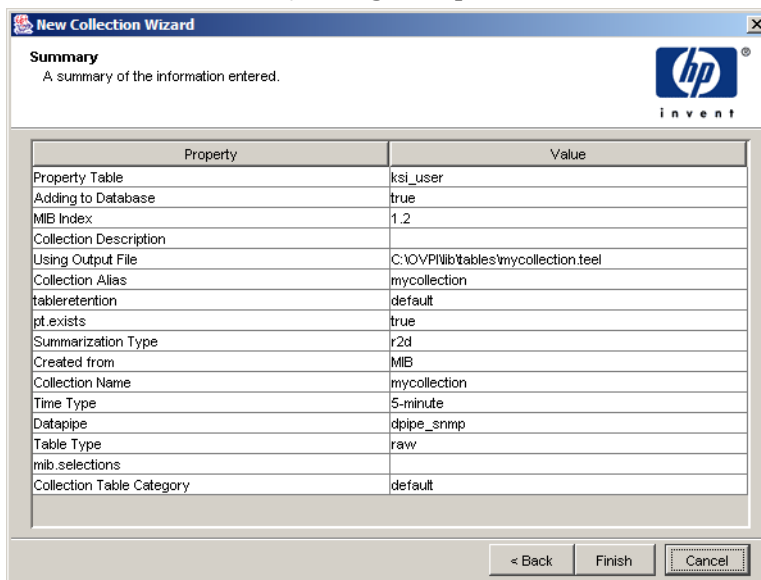 New Collection Wizard
Summary
A summary of the information entered.
hp
®
invent
Property Value
Property Table ksi_user
Adding to Database true
MIB Index 1.2
Collection Description
Using Output File C:\OVPI\lib\tables\mycollection.teel
Collection Alias mycollection
tableretention default
pt.exists true
Summarization Type r2d
Created from MIB
Collection Name mycollection
Time Type 5-minute
Datapipe dpipe_snmp
Table Type raw
mib.selections
Collection Table Category default
< Back Finish Cancel